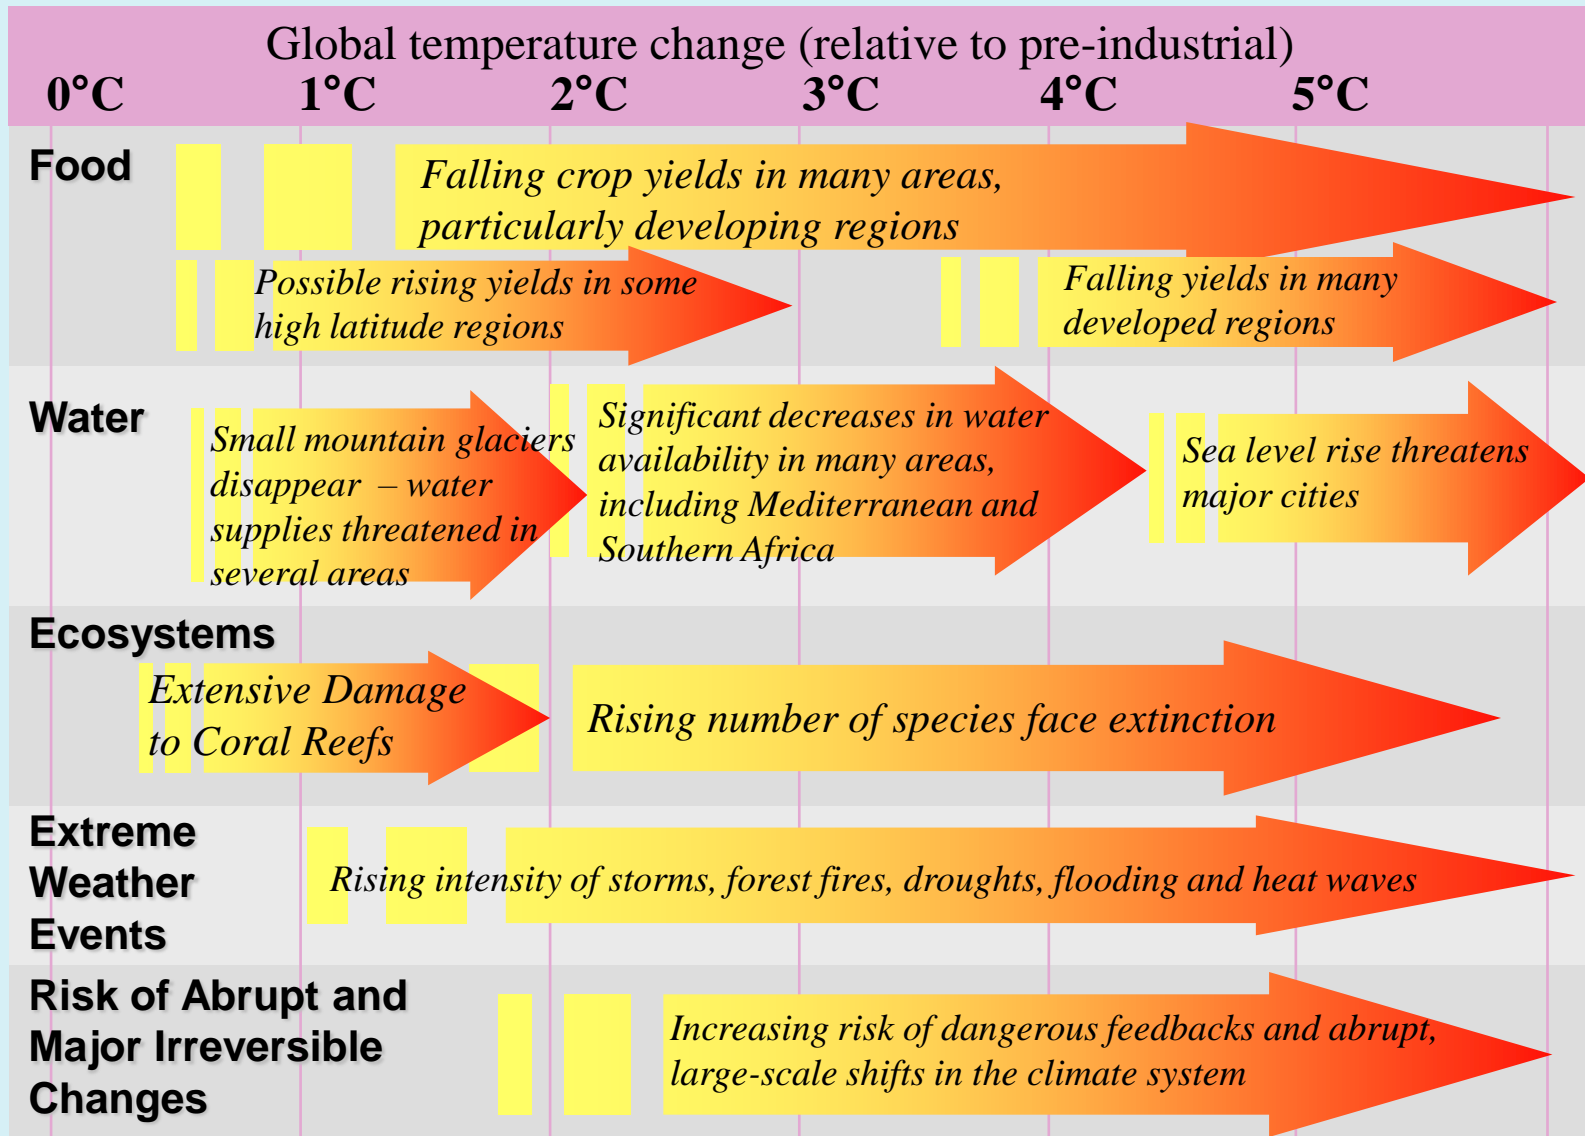 Global temperature change (relative to pre-industrial)
0°C 1°C 2°C 3°C 4°C 5°C
Food
Falling crop yields in many areas,
particularly developing regions
Possible rising yields in some
high latitude regions
Falling yields in many
developed regions
Water
Small mountain glaciers
disappear – water
supplies threatened in
several areas
Significant decreases in water
availability in many areas,
including Mediterranean and
Southern Africa
Sea level rise threatens
major cities
Ecosystems
Extensive Damage
to Coral Reefs
Rising number of species face extinction
Extreme
Weather
Events
Rising intensity of storms, forest fires, droughts, flooding and heat waves
Risk of Abrupt and
Major Irreversible
Changes
Increasing risk of dangerous feedbacks and abrupt,
large-scale shifts in the climate system